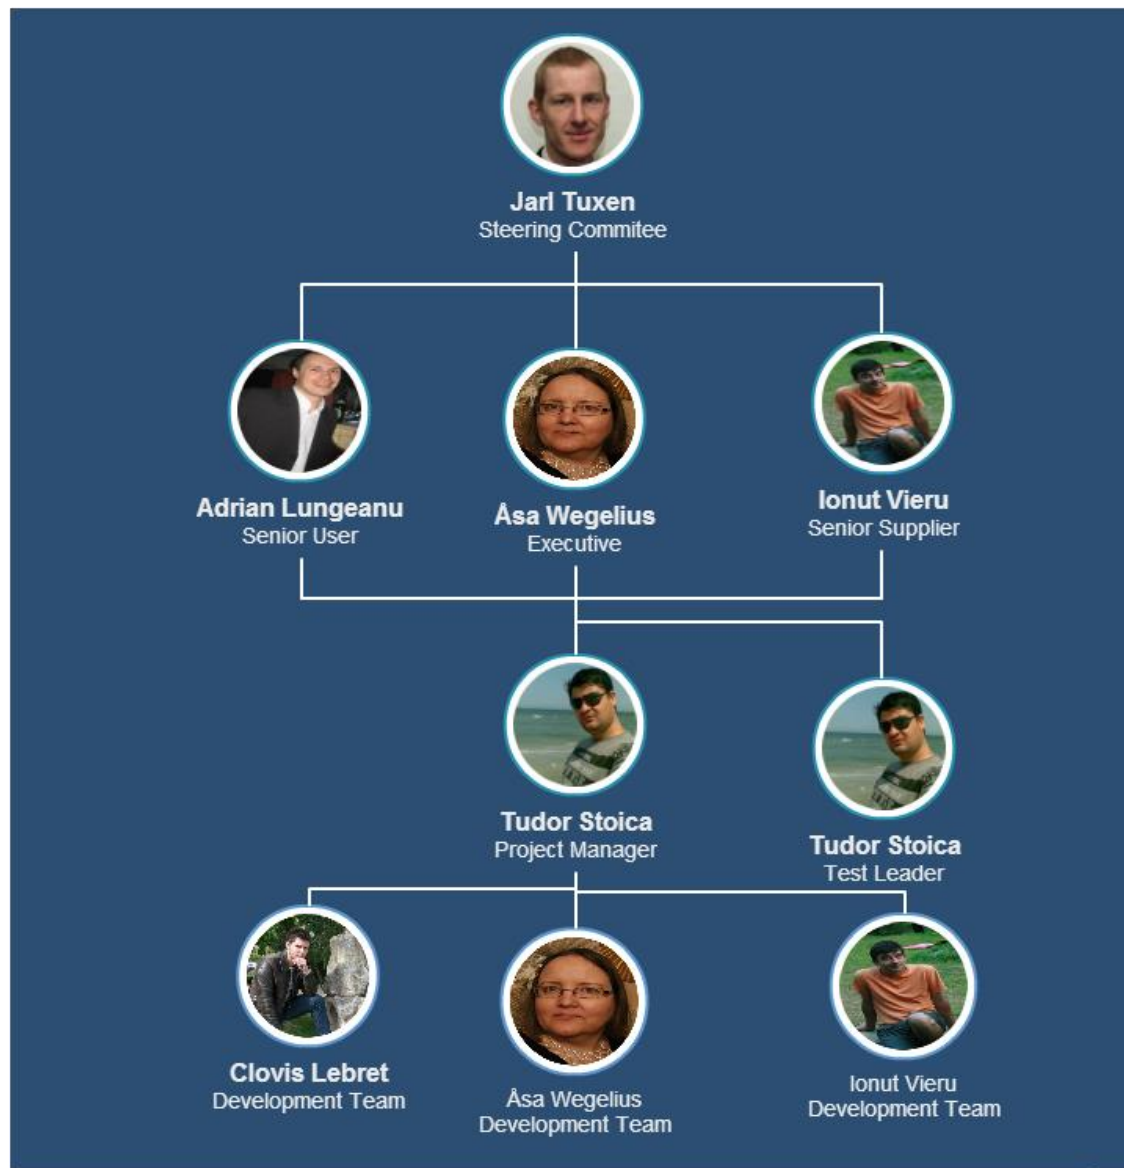 Jarl Tuxen
Steering Commitee
Adrian Lungeanu
Senior User
Åsa Wegelius
Executive
Ionut Vieru
Senior Supplier
Tudor Stoica
Project Manager
Tudor Stoica
Test Leader
Clovis Lebret
Development Team
Åsa Wegelius
Development Team
Ionut Vieru
Development Team